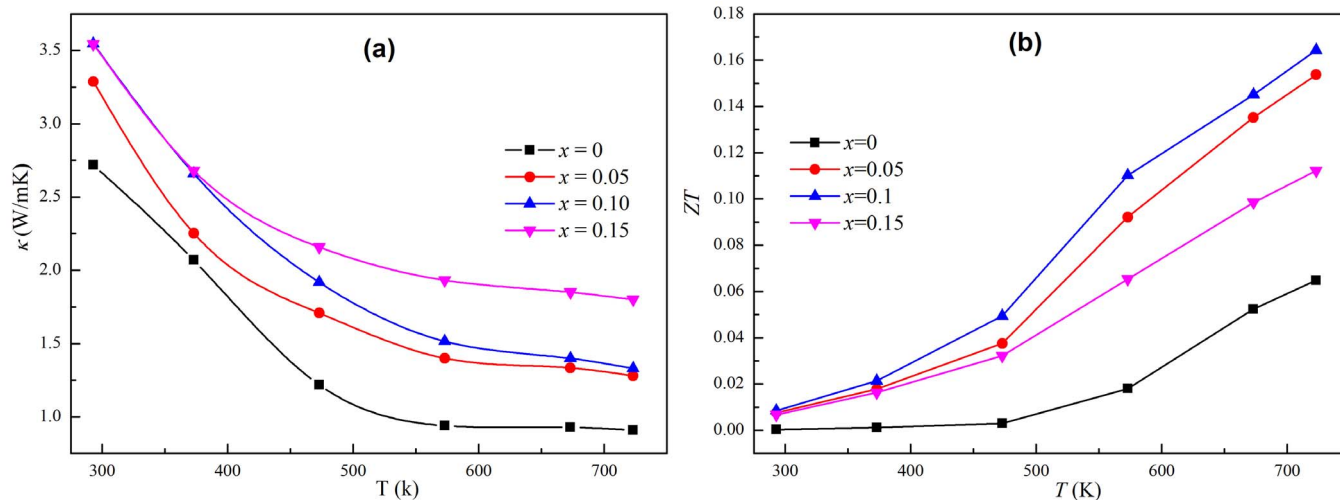 (a)
κ (W/mK)
3.5
3.0
2.5
2.0
1.5
1.0
x = 0
x = 0.05
x = 0.10
x = 0.15
300
400
500
600
700
T (k)
(b)
ZT
0.18
0.16
0.14
0.12
0.10
0.08
0.06
0.04
0.02
0.00
x=0
x=0.05
x=0.1
x=0.15
300
400
500
600
700
T (K)